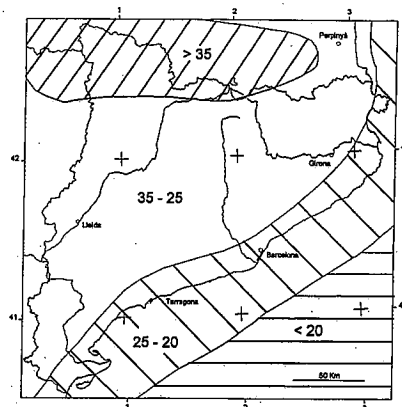 1 2 3
Perpinyà
> 35
42
Girona
35 - 25
Lleida
Barcelona
Tarragona
41
25 - 20
< 20
50 Km
1 2 3